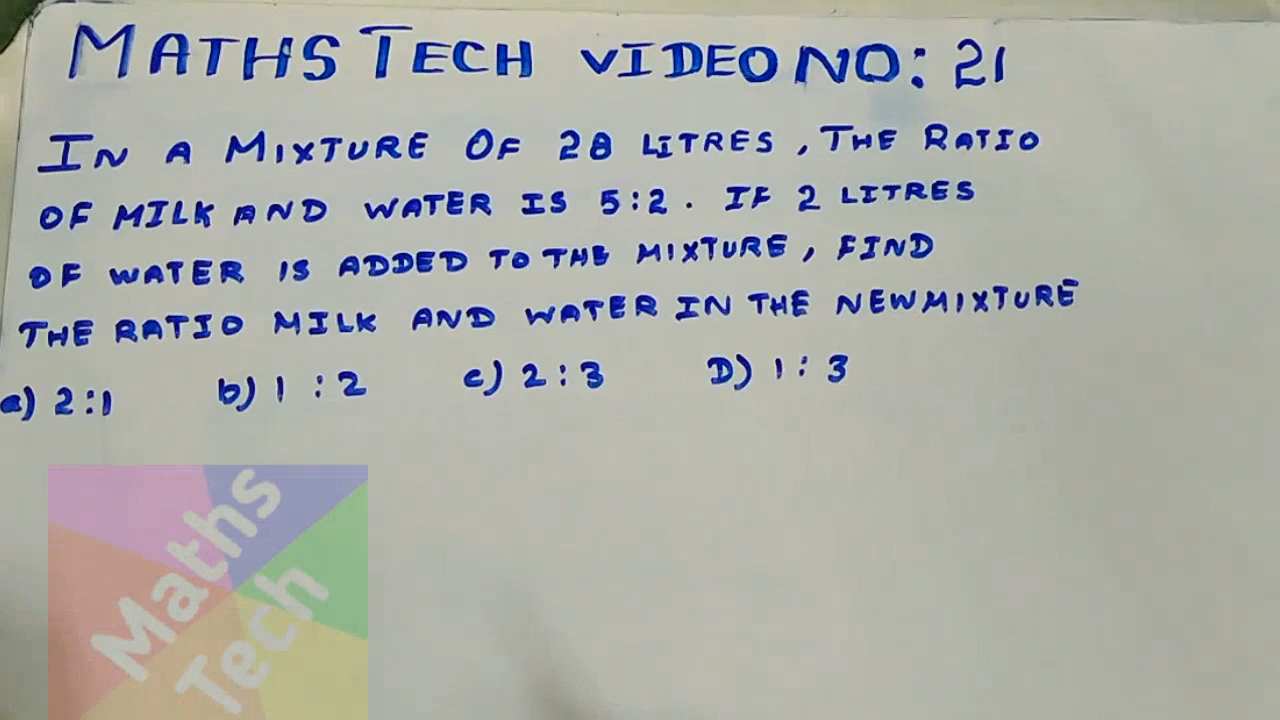 MATHS TECH VIDEO NO: 21
IN A MIXTURE OF 28 LITRES, THE RATIO
OF MILK AND WATER IS 5:2. IF 2 LITRES
OF WATER IS ADDED TO THE MIXTURE, FIND
THE RATIO MILK AND WATER IN THE NEW MIXTURE
a) 2:1 b) 1:2 c) 2:3 D) 1:3
Maths
Tech